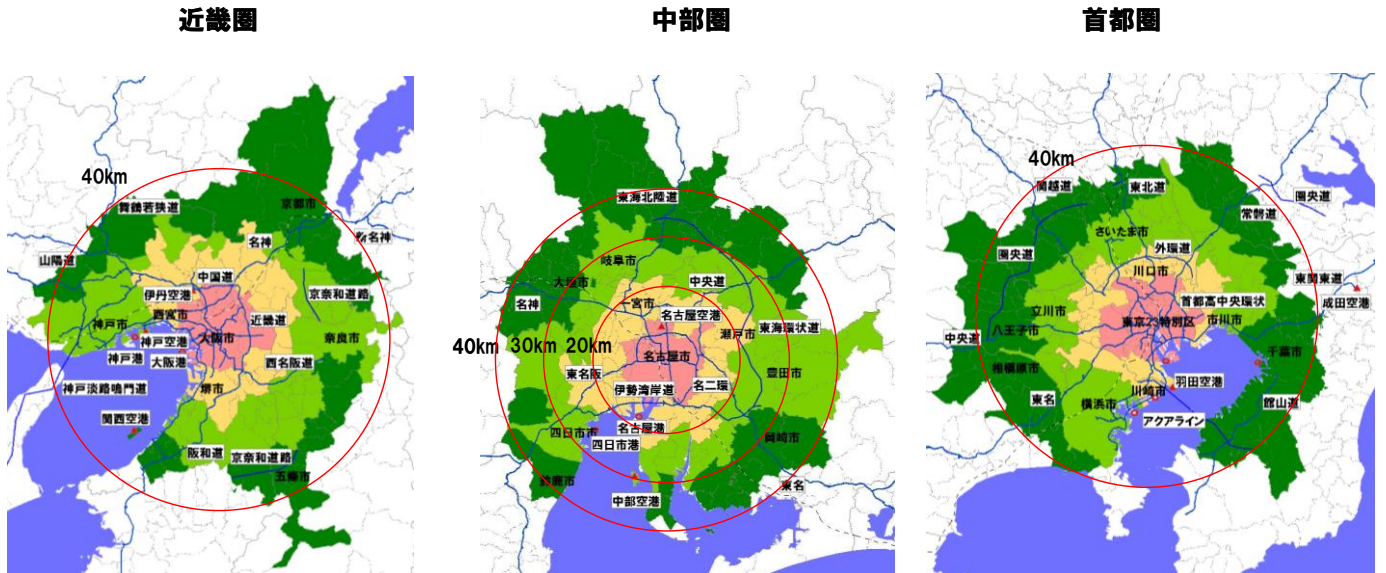 近畿圏
中部圏
首都圏
40km
舞鶴若狭道
京都市
新名神
名神
山陽道
中国道
伊丹空港
京奈和道路
西宮市
近畿道
神戸市
大阪市
奈良市
神戸空港
神戸港
大阪港
西名阪道
神戸淡路鳴門道
堺市
関西空港
阪和道
京奈和道路
五條市
東海北陸道
岐阜市
大垣市
中央道
名神
一宮市
名古屋空港
瀬戸市
東海環状道
40km
30km
20km
名古屋市
東名阪
豊田市
伊勢湾岸道
名二環
名古屋港
四日市市
四日市港
岡崎市
鈴鹿市
中部空港
東名
40km
関越道
東北道
圏央道
常磐道
さいたま市
外環道
圏央道
川口市
東関東道
成田空港
首都高中央環状
立川市
東京23特別区
市川市
八王子市
中央道
千葉市
相模原市
羽田空港
川崎市
東名
横浜市
館山道
アクアライン